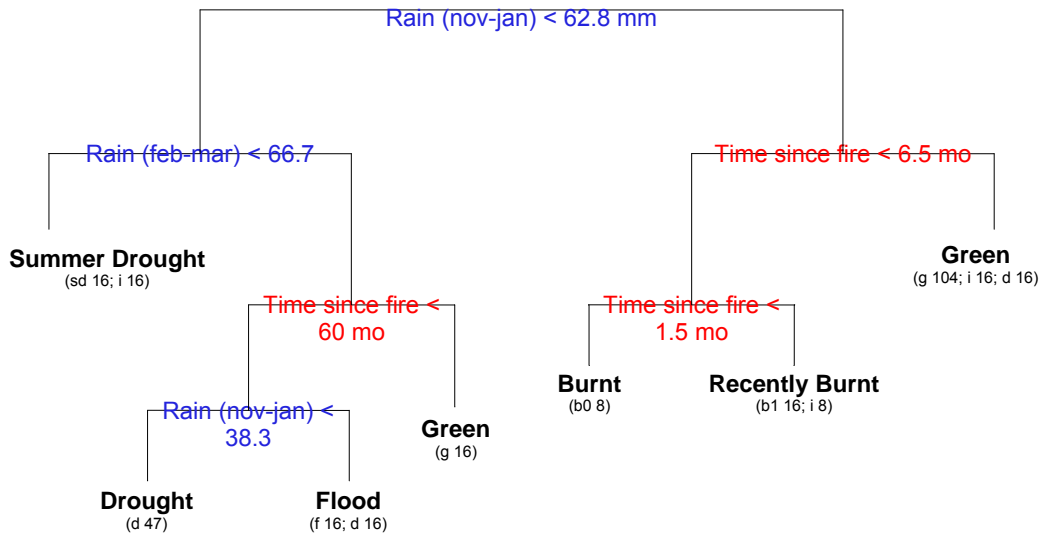 Rain (nov-jan) < 62.8 mm
Rain (feb-mar) < 66.7
Time since fire < 6.5 mo
Summer Drought
(sd 16; i 16)
Green
(g 104; i 16; d 16)
Time since fire <
60 mo
Time since fire <
1.5 mo
Burnt
(b0 8)
Recently Burnt
(b1 16; i 8)
Rain (nov-jan) <
38.3
Green
(g 16)
Drought
(d 47)
Flood
(f 16; d 16)